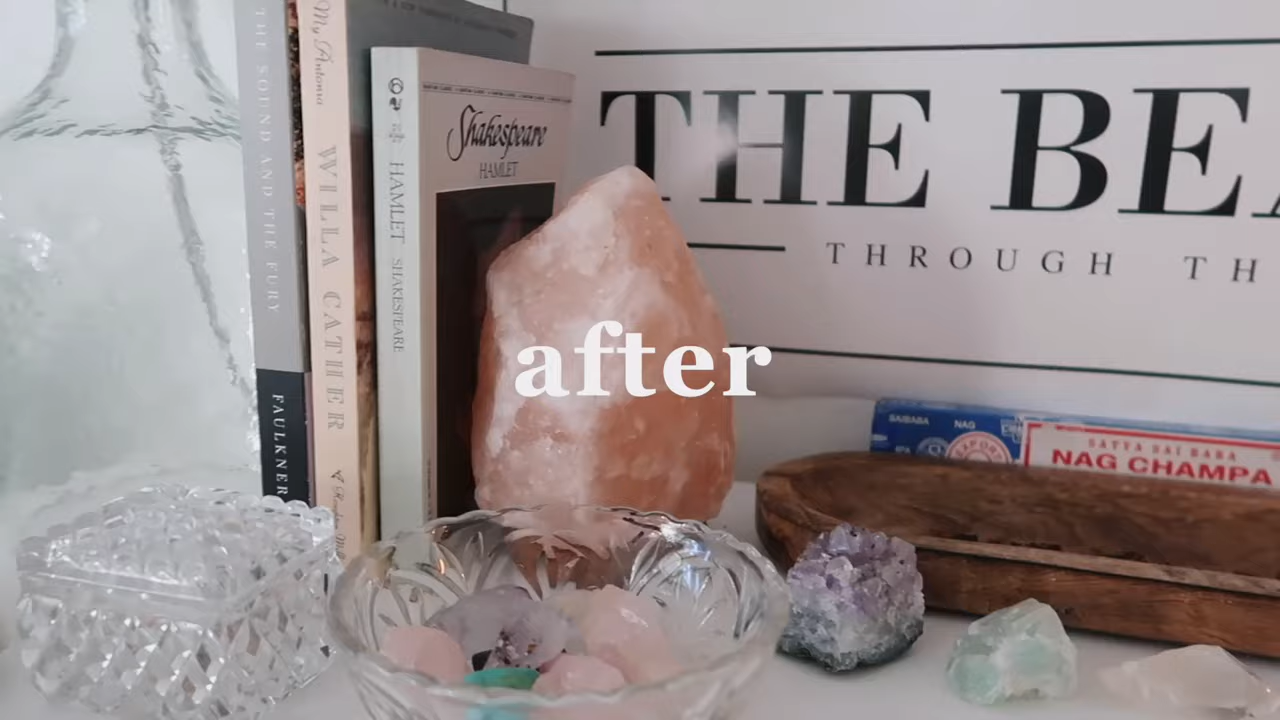 THE SOUND AND THE FURY
FAULKNER
My Ántonia
WILLA CATHER
HAMLET
SHAKESPEARE
Shakespeare
HAMLET
THE BEA
THROUGH TH
after
SAIBABA NAG
SATYA SAI BABA
NAG CHAMPA